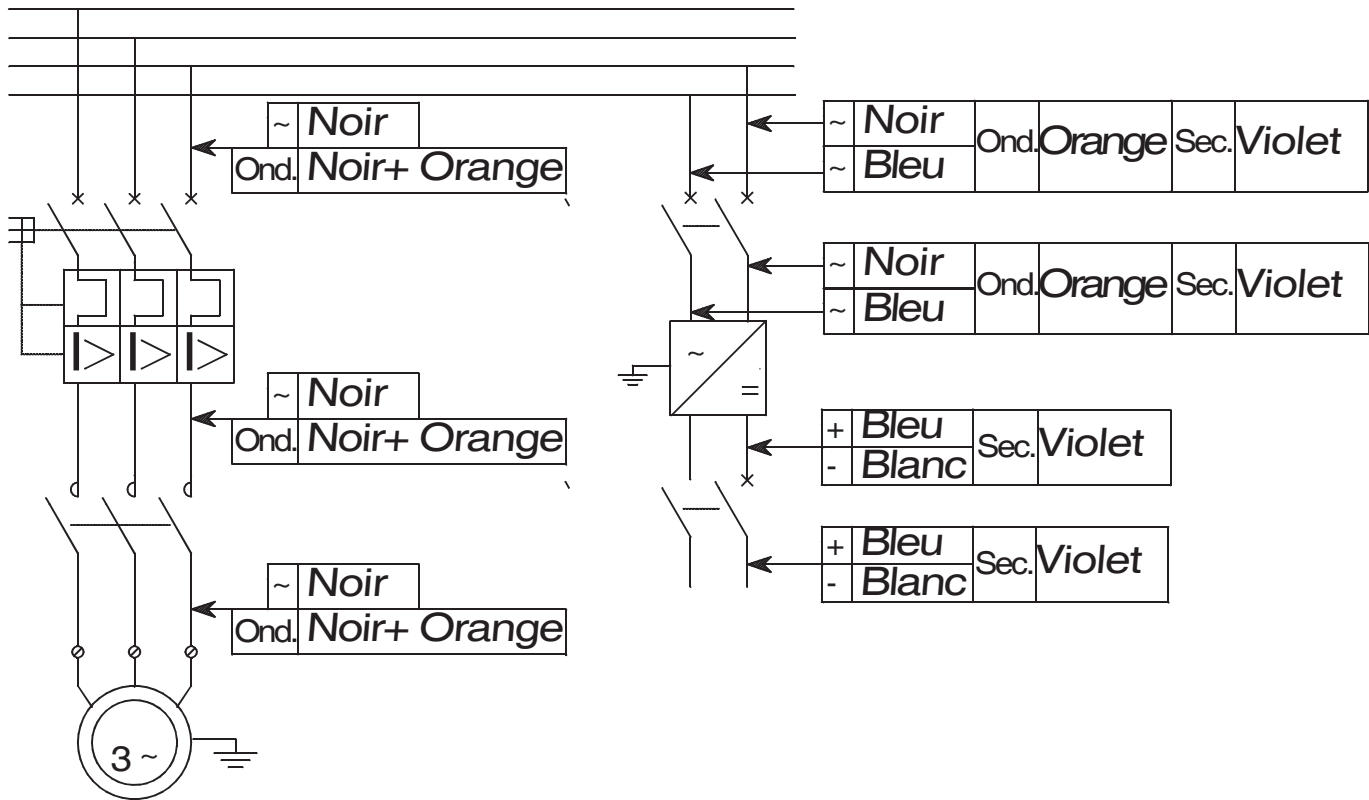 ~ Noir
Ond. Noir+ Orange
~ Noir
~ Bleu
Ond. Orange Sec. Violet
~ Noir
~ Bleu
Ond. Orange Sec. Violet
I> I> I>
~
=
~ Noir
Ond. Noir+ Orange
+ Bleu
- Blanc
Sec. Violet
+ Bleu
- Blanc
Sec. Violet
~ Noir
Ond. Noir+ Orange
3 ~